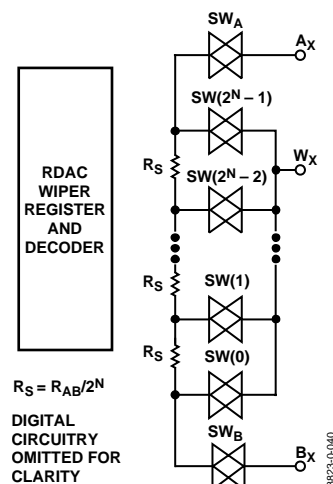 SWA
AX
SW(2N – 1)
RS
WX
SW(2N – 2)
RDAC
WIPER
REGISTER
AND
DECODER
RS
SW(1)
RS
SW(0)
RS = RAB/2N
SWB
BX
DIGITAL
CIRCUITRY
OMITTED FOR
CLARITY